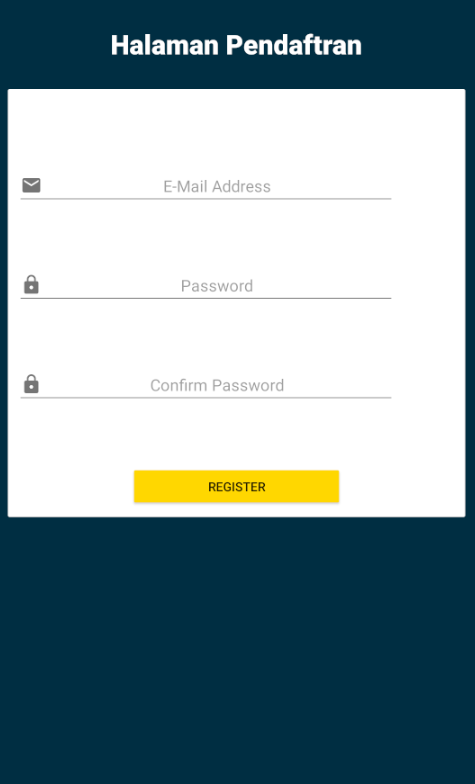 Halaman Pendaftran
E-Mail Address
Password
Confirm Password
REGISTER